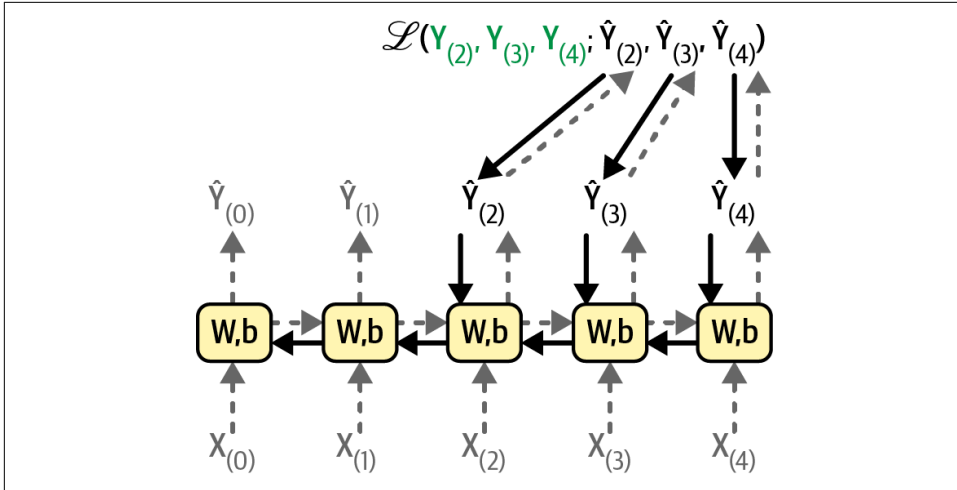 ℒ(Y(2), Y(3), Y(4); Ŷ(2), Ŷ(3), Ŷ(4))
Ŷ(0) Ŷ(1) Ŷ(2) Ŷ(3) Ŷ(4)
W,b W,b W,b W,b W,b
X(0) X(1) X(2) X(3) X(4)